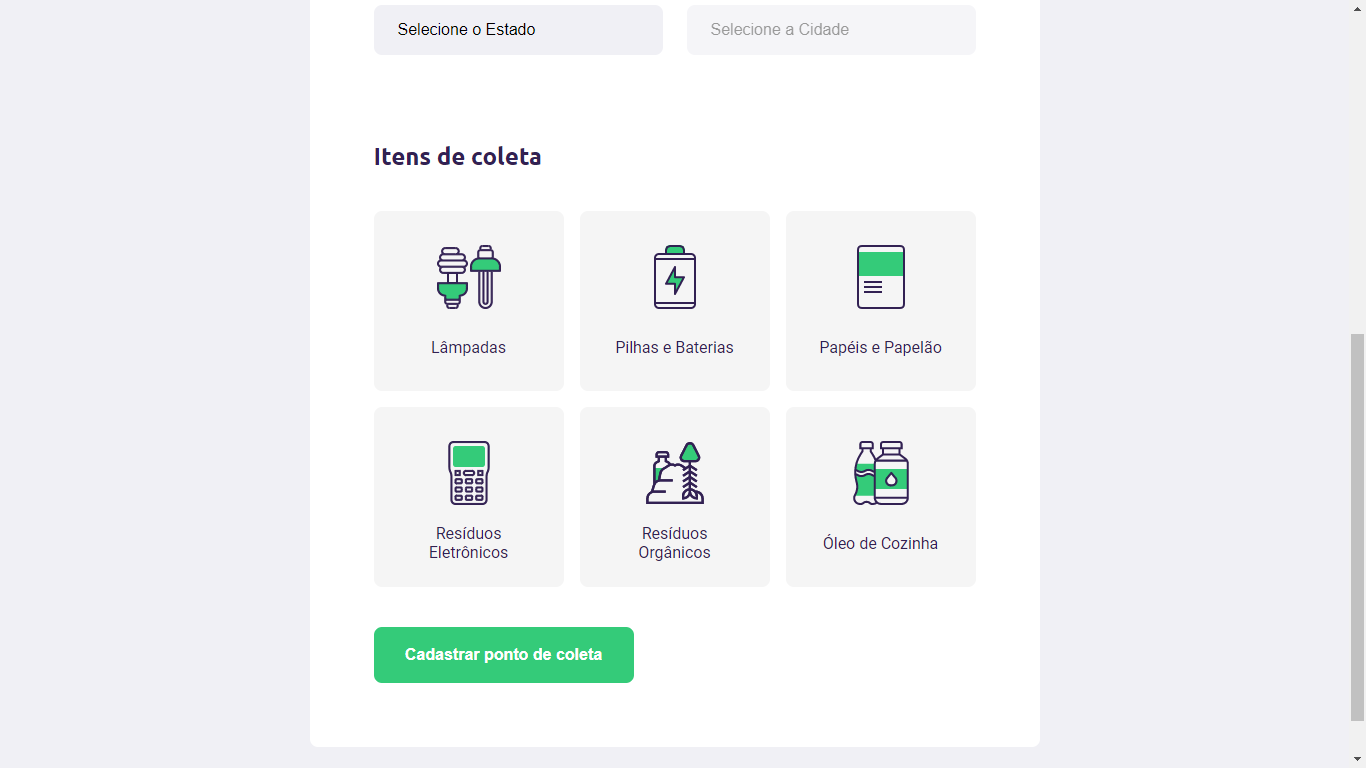 Selecione o Estado
Selecione a Cidade
Itens de coleta
Lâmpadas
Pilhas e Baterias
Papéis e Papelão
Resíduos
Eletrônicos
Resíduos
Orgânicos
Óleo de Cozinha
Cadastrar ponto de coleta